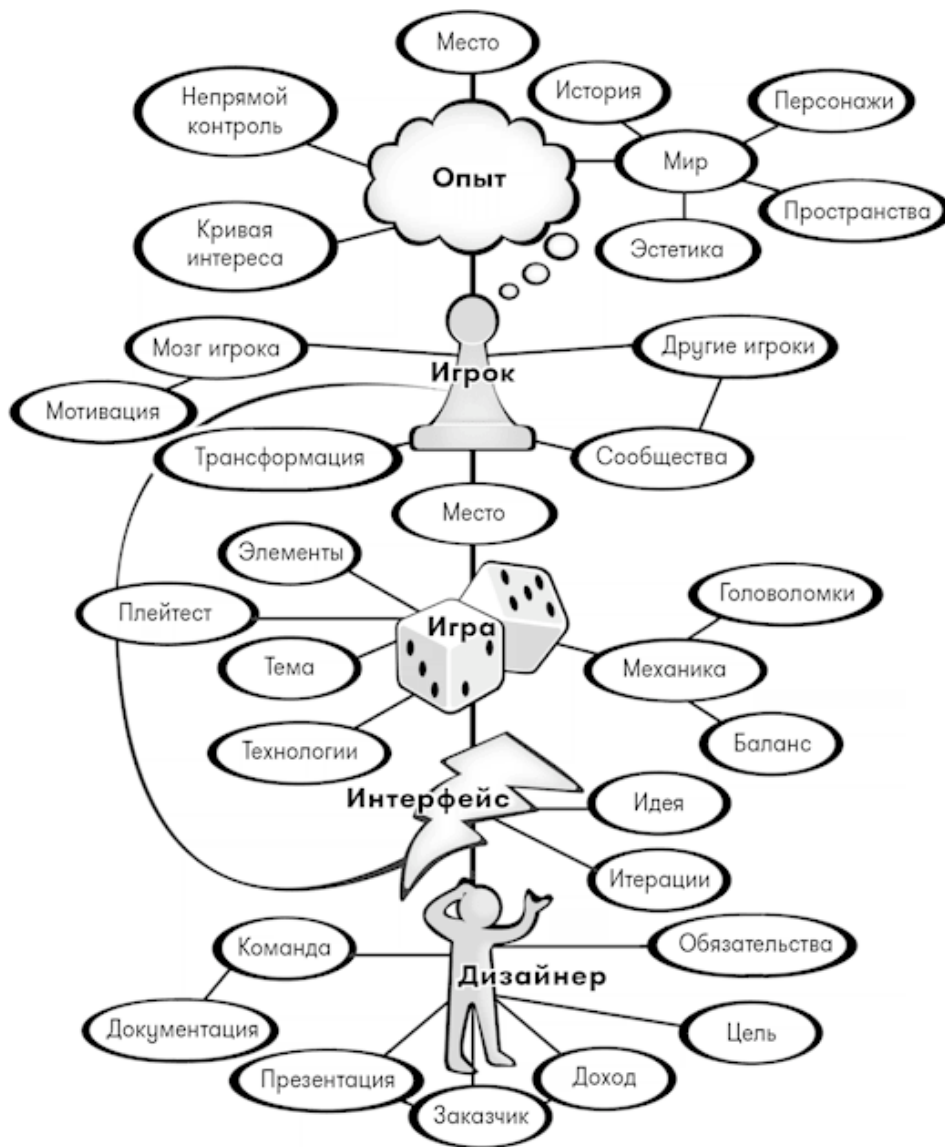 Место
Непрямой
контроль
История
Персонажи
Опыт
Мир
Пространства
Кривая
интереса
Эстетика
Мозг игрока
Другие игроки
Игрок
Мотивация
Трансформация
Сообщества
Место
Элементы
Головоломки
Плейтест
Игра
Тема
Механика
Технологии
Баланс
Интерфейс
Идея
Итерации
Команда
Обязательства
Дизайнер
Документация
Цель
Презентация
Доход
Заказчик